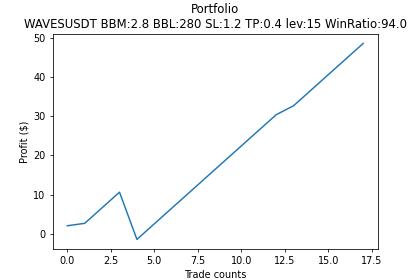 Portfolio
WAVESUSDT BBM:2.8 BBL:280 SL:1.2 TP:0.4 lev:15 WinRatio:94.0
50
40
30
20
10
0
Profit ($)
0.0 2.5 5.0 7.5 10.0 12.5 15.0 17.5
Trade counts